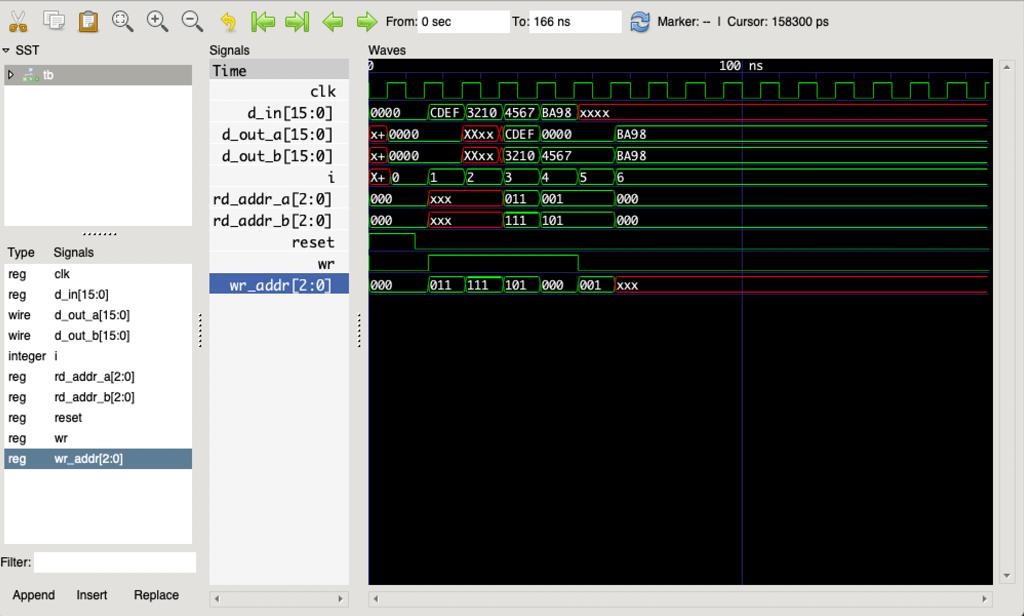 From: 0 sec To: 166 ns Marker: -- | Cursor: 158300 ps
SST
tb
Type Signals
reg clk
reg d_in[15:0]
wire d_out_a[15:0]
wire d_out_b[15:0]
integer i
reg rd_addr_a[2:0]
reg rd_addr_b[2:0]
reg reset
reg wr
reg wr_addr[2:0]
Filter:
Append Insert Replace
Signals
Time
clk
d_in[15:0]
d_out_a[15:0]
d_out_b[15:0]
i
rd_addr_a[2:0]
rd_addr_b[2:0]
reset
wr
wr_addr[2:0]
Waves
0 100 ns
0000 CDEF 3210 4567 BA98 xxxx
x+ 0000 XXxx CDEF 0000 BA98
x+ 0000 XXxx 3210 4567 BA98
X+ 0 1 2 3 4 5 6
000 xxx 011 001 000
000 xxx 111 101 000
000 011 111 101 000 001 xxx